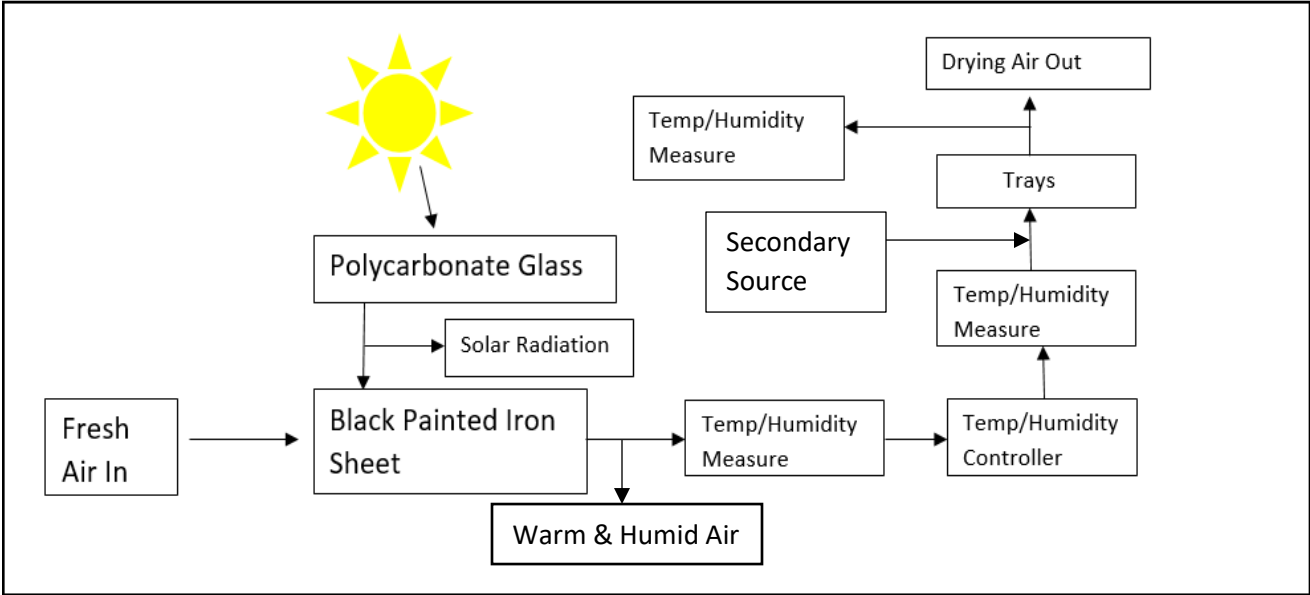 Drying Air Out
Temp/Humidity
Measure
Trays
Secondary
Source
Polycarbonate Glass
Temp/Humidity
Measure
Solar Radiation
Fresh
Air In
Black Painted Iron
Sheet
Temp/Humidity
Measure
Temp/Humidity
Controller
Warm & Humid Air